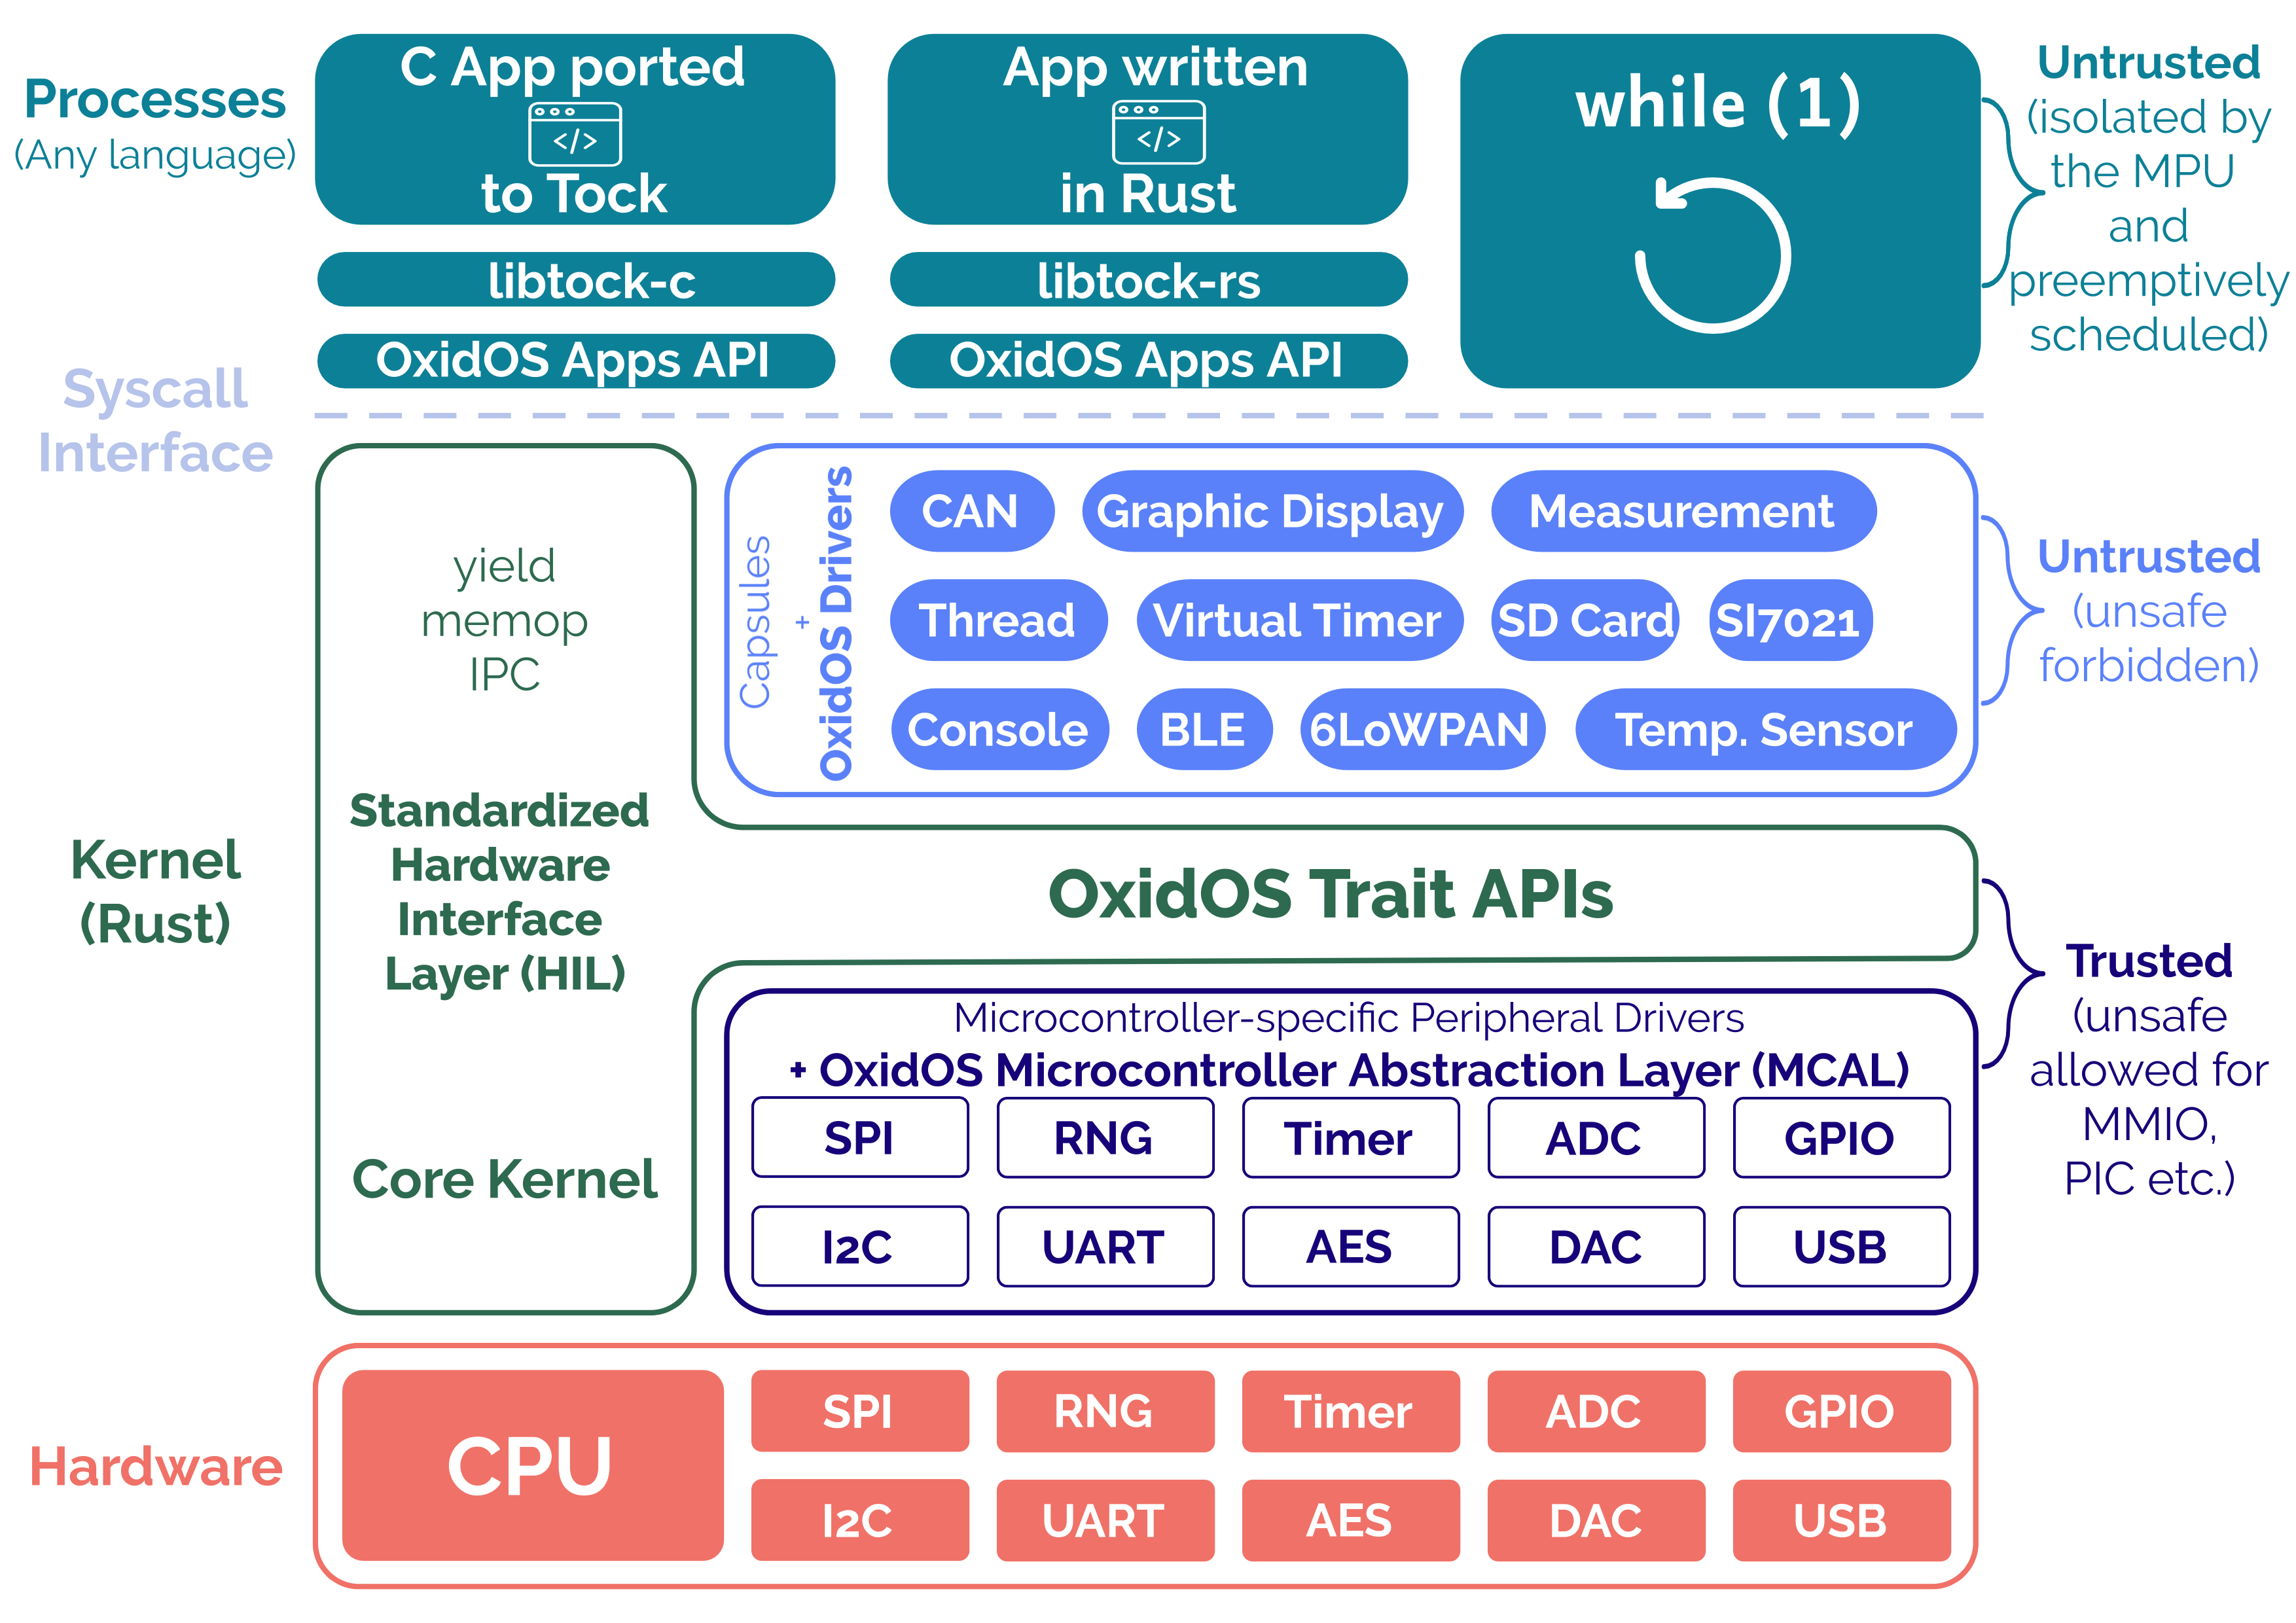 Processes
(Any language)
C App ported
</>
to Tock
libtock-c
OxidOS Apps API
App written
</>
in Rust
libtock-rs
OxidOS Apps API
while (1)
Untrusted
(isolated by
the MPU
and
preemptively
scheduled)
Syscall
Interface
Kernel
(Rust)
yield
memop
IPC
Standardized
Hardware
Interface
Layer (HIL)
Core Kernel
Capsules
+
OxidOS Drivers
CAN
Graphic Display
Measurement
Thread
Virtual Timer
SD Card
SI7021
Console
BLE
6LoWPAN
Temp. Sensor
Untrusted
(unsafe
forbidden)
OxidOS Trait APIs
Microcontroller-specific Peripheral Drivers
+ OxidOS Microcontroller Abstraction Layer (MCAL)
SPI
RNG
Timer
ADC
GPIO
I2C
UART
AES
DAC
USB
Trusted
(unsafe
allowed for
MMIO,
PIC etc.)
Hardware
CPU
SPI
RNG
Timer
ADC
GPIO
I2C
UART
AES
DAC
USB